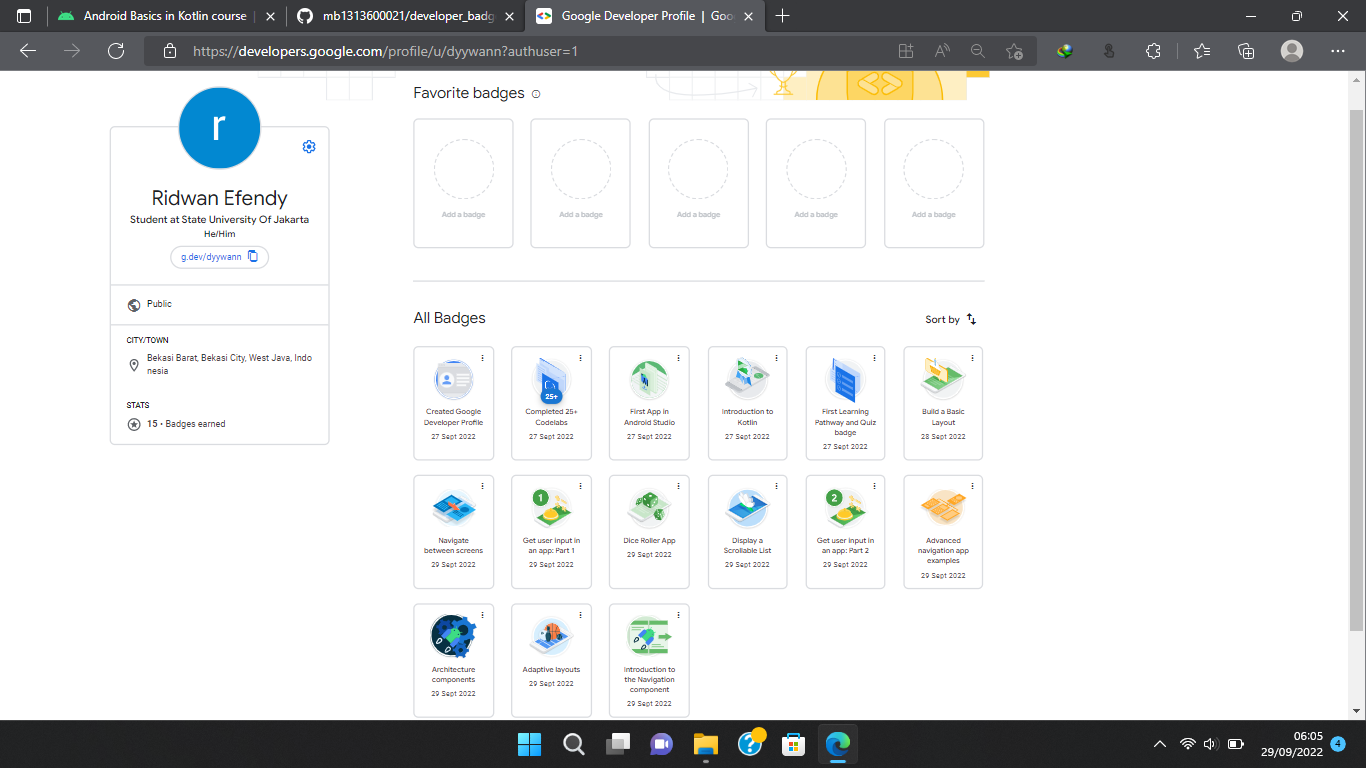 Android Basics in Kotlin course
mb1313600021/developer_badg
Google Developer Profile | Goo
https://developers.google.com/profile/u/dyywann?authuser=1
Favorite badges
r
Ridwan Efendy
Student at State University Of Jakarta
He/Him
g.dev/dyywann
Public
CITY/TOWN
Bekasi Barat, Bekasi City, West Java, Indo
nesia
STATS
15 • Badges earned
Add a badge
Add a badge
Add a badge
Add a badge
Add a badge
All Badges
Sort by
Created Google
Developer Profile
27 Sept 2022
25+
Completed 25+
Codelabs
27 Sept 2022
First App in
Android Studio
27 Sept 2022
Introduction to
Kotlin
27 Sept 2022
First Learning
Pathway and Quiz
badge
27 Sept 2022
Build a Basic
Layout
28 Sept 2022
Navigate
between screens
29 Sept 2022
1
Get user input in
an app: Part 1
29 Sept 2022
Dice Roller App
29 Sept 2022
Display a
Scrollable List
29 Sept 2022
2
Get user input in
an app: Part 2
29 Sept 2022
Advanced
navigation app
examples
29 Sept 2022
Architecture
components
29 Sept 2022
Adaptive layouts
29 Sept 2022
Introduction to
the Navigation
component
29 Sept 2022
06:05
29/09/2022
4